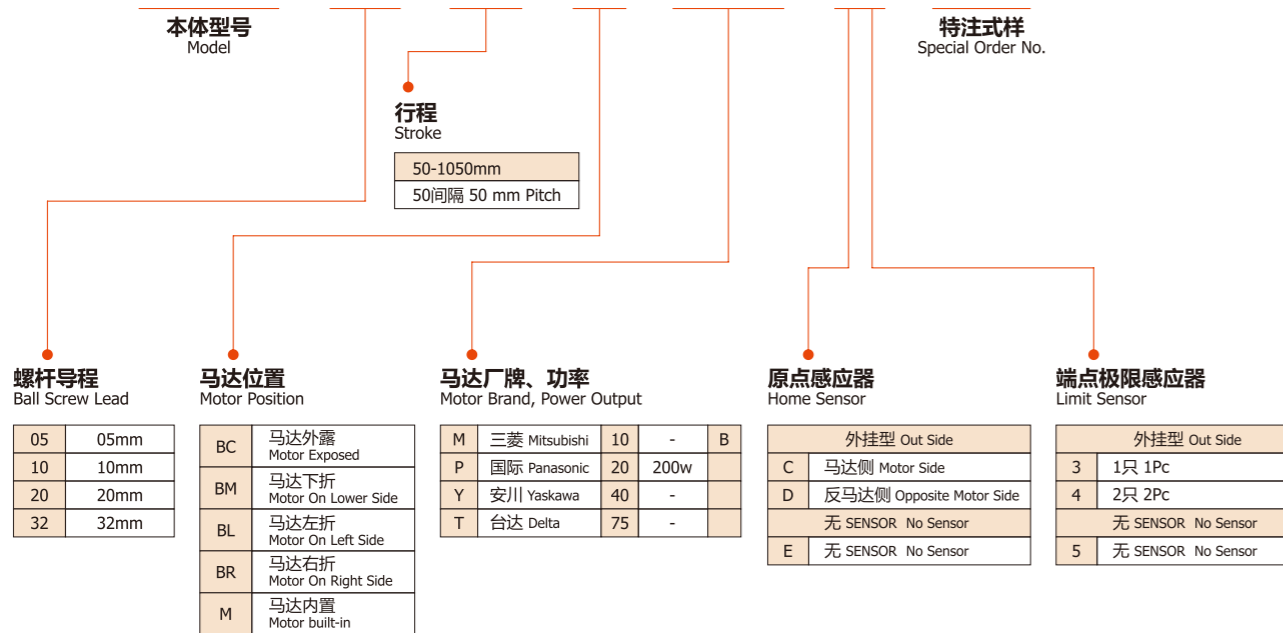 本体型号
Model
特注式样
Special Order No.
行程
Stroke
50-1050mm
50间隔 50 mm Pitch
螺杆导程
Ball Screw Lead
05 05mm
10 10mm
20 20mm
32 32mm
马达位置
Motor Position
BC 马达外露
Motor Exposed
BM 马达下折
Motor On Lower Side
BL 马达左折
Motor On Left Side
BR 马达右折
Motor On Right Side
M 马达内置
Motor built-in
马达厂牌、功率
Motor Brand, Power Output
M 三菱 Mitsubishi 10 - B
P 国际 Panasonic 20 200w
Y 安川 Yaskawa 40 -
T 台达 Delta 75 -
原点感应器
Home Sensor
外挂型 Out Side
C 马达侧 Motor Side
D 反马达侧 Opposite Motor Side
无 SENSOR No Sensor
E 无 SENSOR No Sensor
端点极限感应器
Limit Sensor
外挂型 Out Side
3 1只 1Pc
4 2只 2Pc
无 SENSOR No Sensor
5 无 SENSOR No Sensor